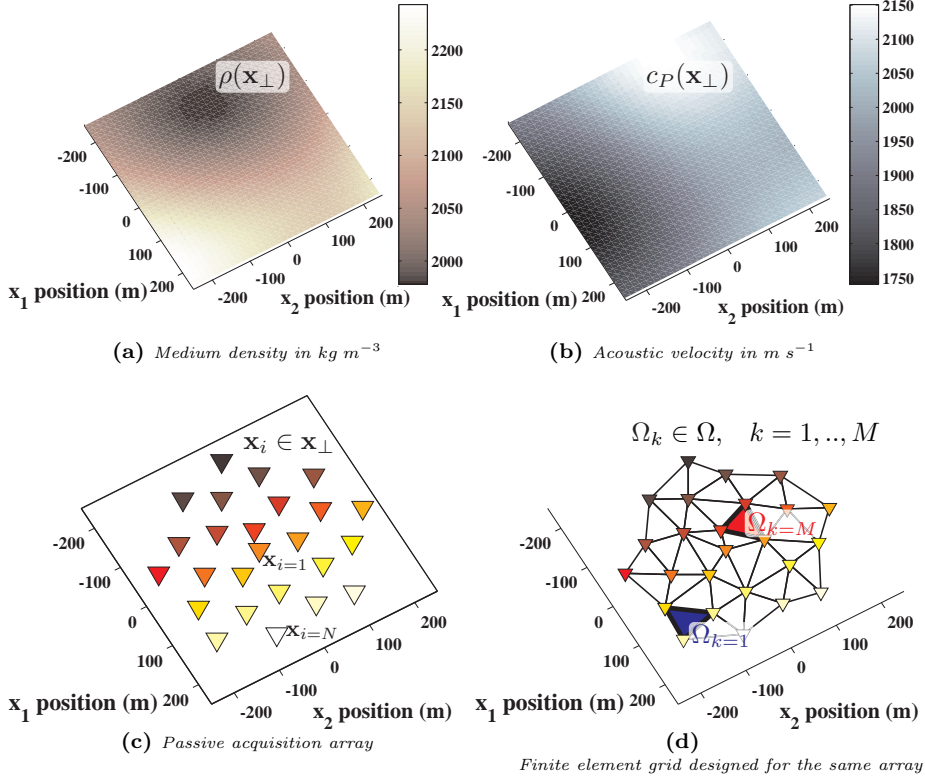 ρ(x⊥)
-200
-100
0
100
200
x1 position (m)
-200
-100
0
100
200
x2 position (m)
2200
2150
2100
2050
2000
(a) Medium density in kg m−3
cP(x⊥)
-200
-100
0
100
200
x1 position (m)
-200
-100
0
100
200
x2 position (m)
2150
2100
2050
2000
1950
1900
1850
1800
1750
(b) Acoustic velocity in m s−1
xi ∈ x⊥
xi=1
xi=N
-200
-100
0
100
200
x1 position (m)
-200
-100
0
100
200
x2 position (m)
(c) Passive acquisition array
Ωk ∈ Ω, k = 1, .., M
Ωk=M
Ωk=1
-200
-100
0
100
200
x1 position (m)
-200
-100
0
100
200
x2 position (m)
(d)
Finite element grid designed for the same array